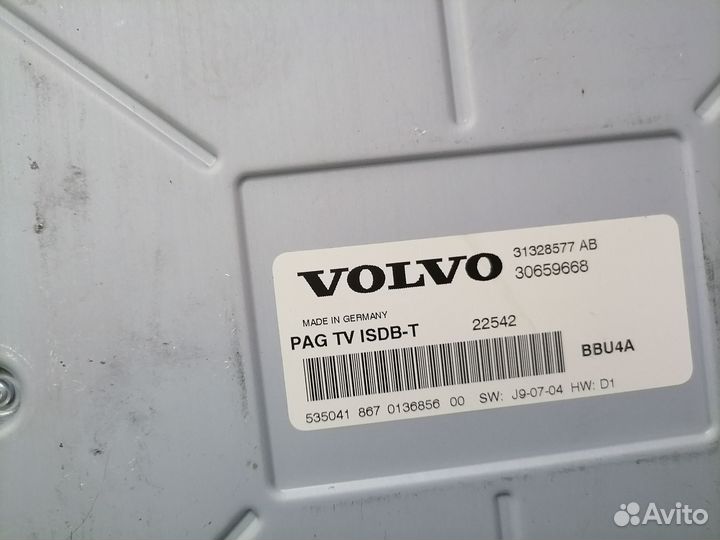 VOLVO
31328577 AB
30659668
MADE IN GERMANY
PAG TV ISDB-T 22542
BBU4A
535041 867 0136856 00 SW: J9-07-04 HW: D1
Avito